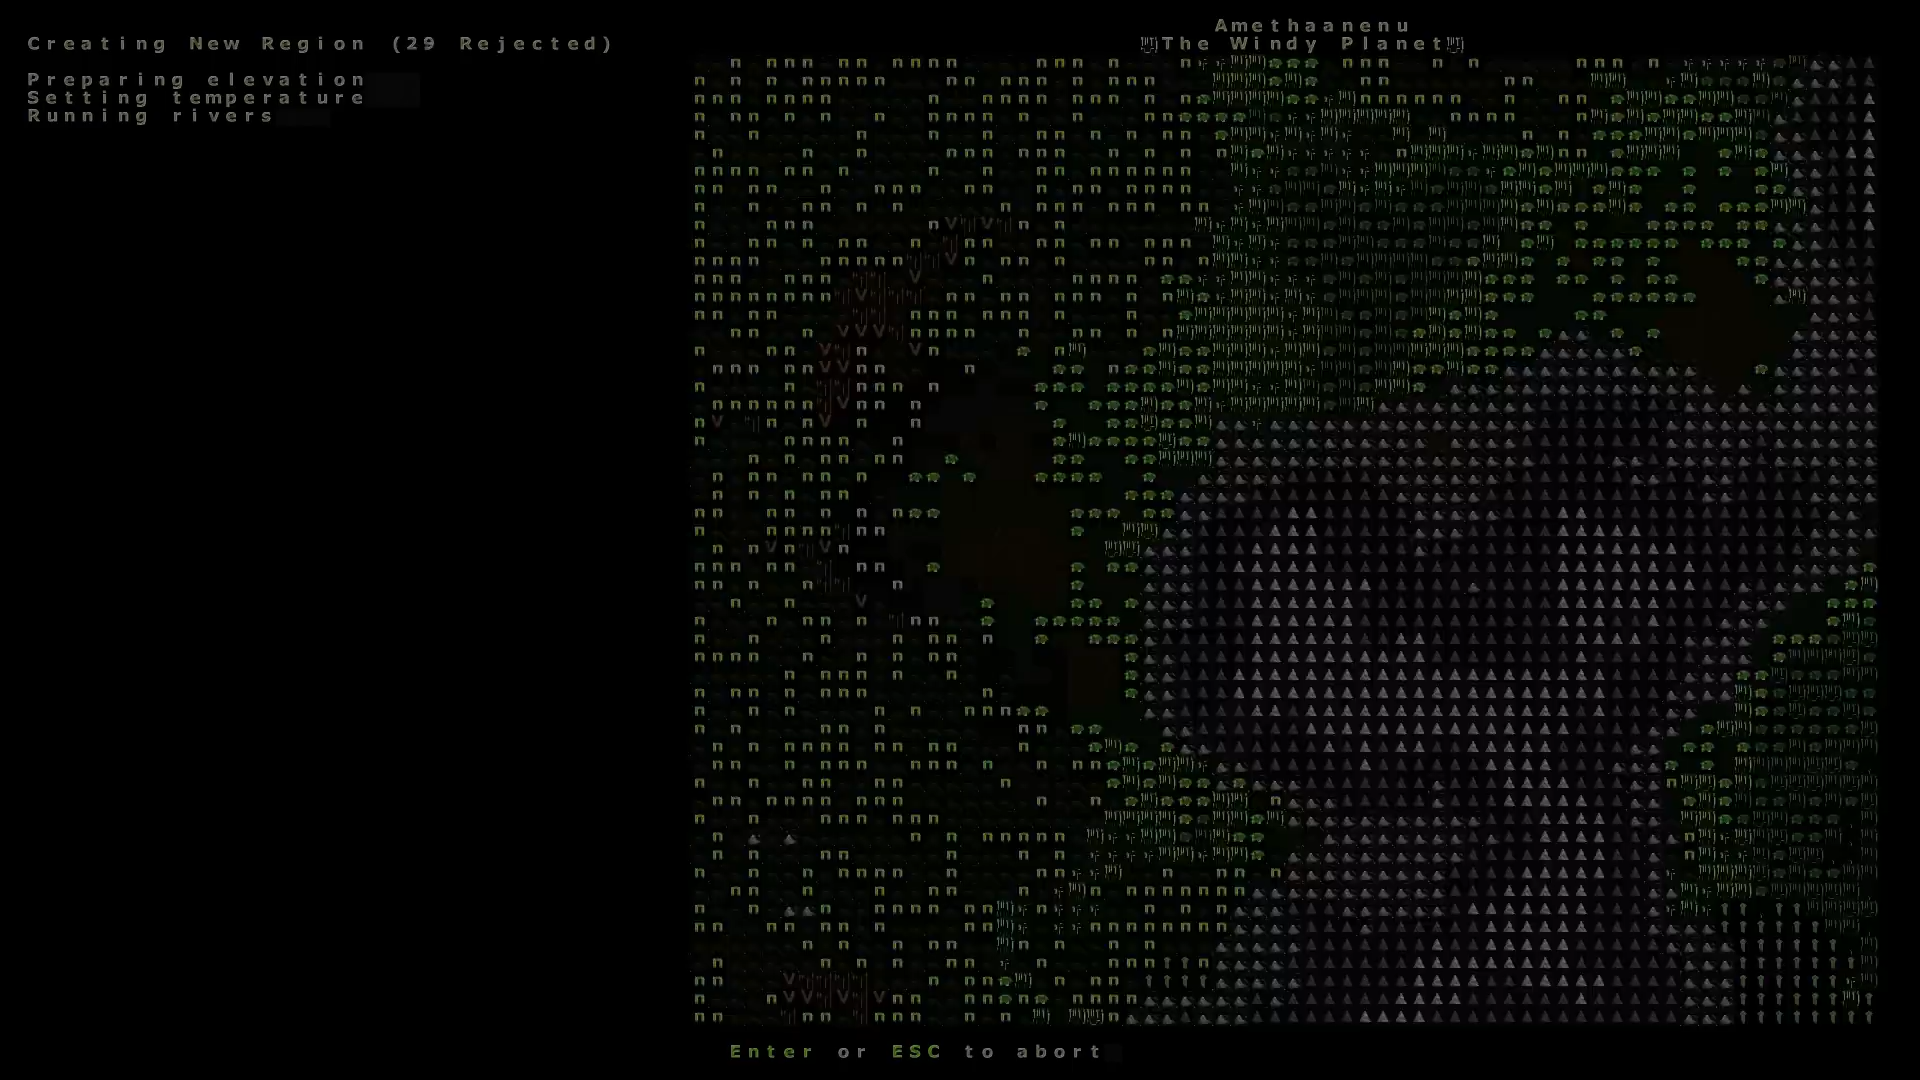 Creating New Region (29 Rejected)
Preparing elevation
Setting temperature
Running rivers
Amethaanenu
The Windy Planet
Enter or ESC to abort